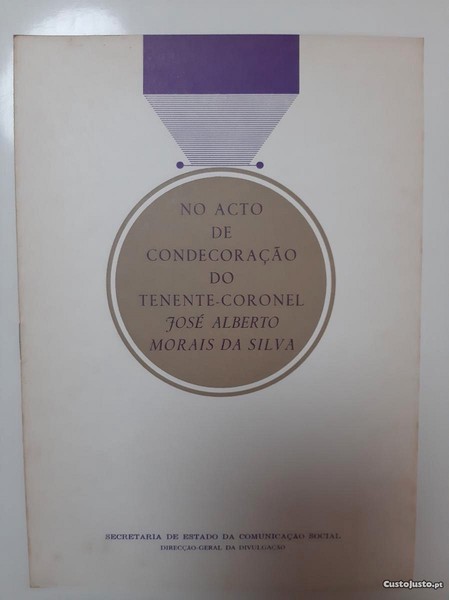 NO ACTO
DE
CONDECORAÇÃO
DO
TENENTE-CORONEL
JOSÉ ALBERTO
MORAIS DA SILVA
SECRETARIA DE ESTADO DA COMUNICAÇÃO SOCIAL
DIRECÇÃO-GERAL DA DIVULGAÇÃO
CustoJusto.pt